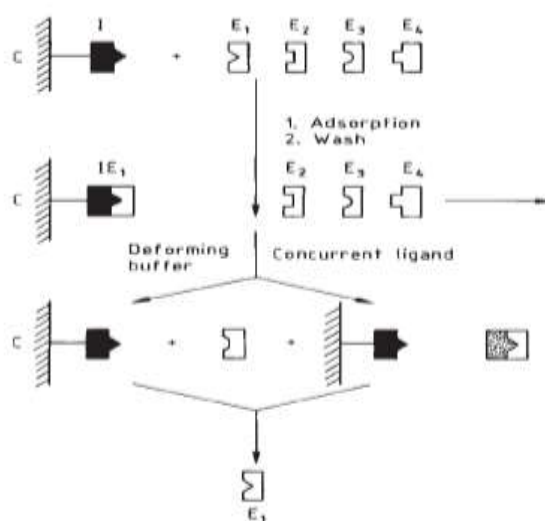 I E₁ E₂ E₃ E₄
C +
1. Adsorption
2. Wash
IE₁ E₂ E₃ E₄
C
Deforming buffer
Concurrent ligand
C + +
E₁